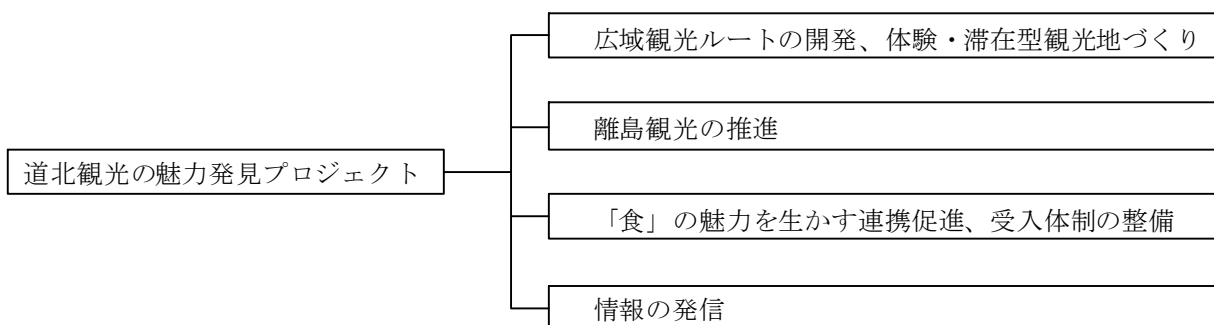 広域観光ルートの開発、体験・滞在型観光地づくり
離島観光の推進
道北観光の魅力発見プロジェクト
「食」の魅力を生かす連携促進、受入体制の整備
情報の発信